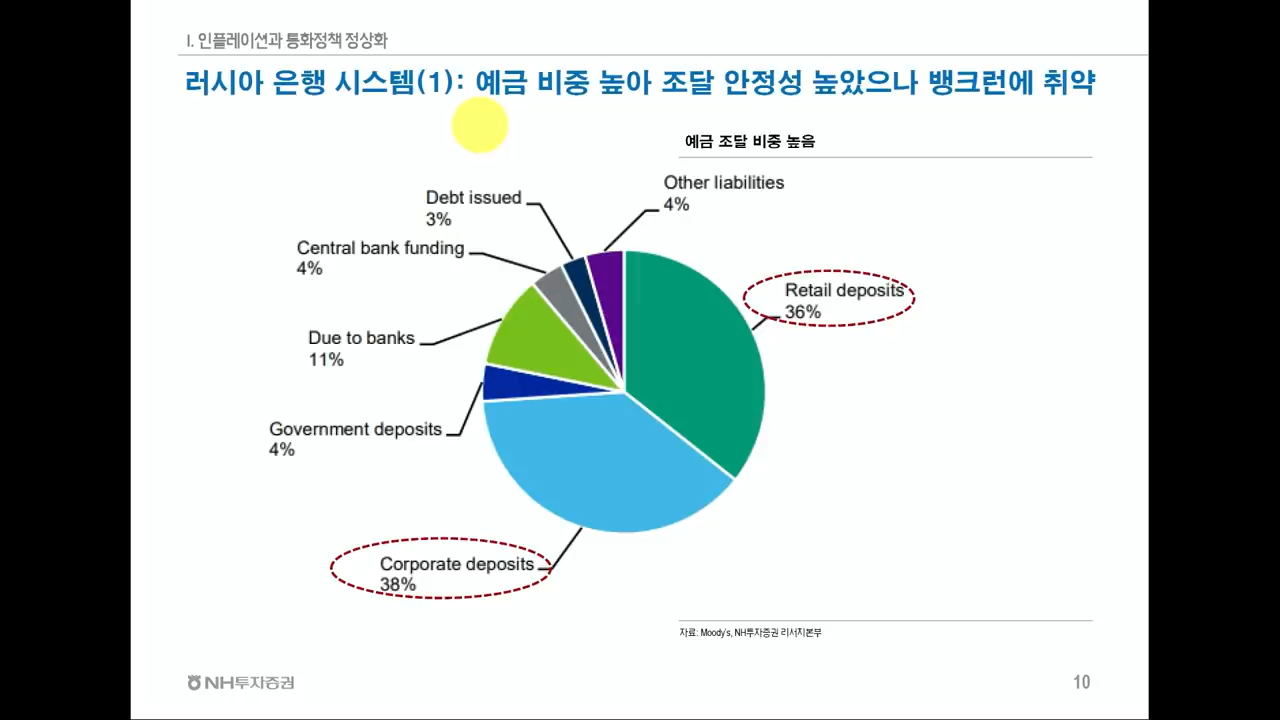 I. 인플레이션과 통화정책 정상화
러시아 은행 시스템(1): 예금 비중 높아 조달 안정성 높았으나 뱅크런에 취약
예금 조달 비중 높음
Other liabilities
4%
Debt issued
3%
Central bank funding
4%
Retail deposits
36%
Due to banks
11%
Government deposits
4%
Corporate deposits
38%
자료: Moody's, NH투자증권 리서치본부
NH투자증권
10